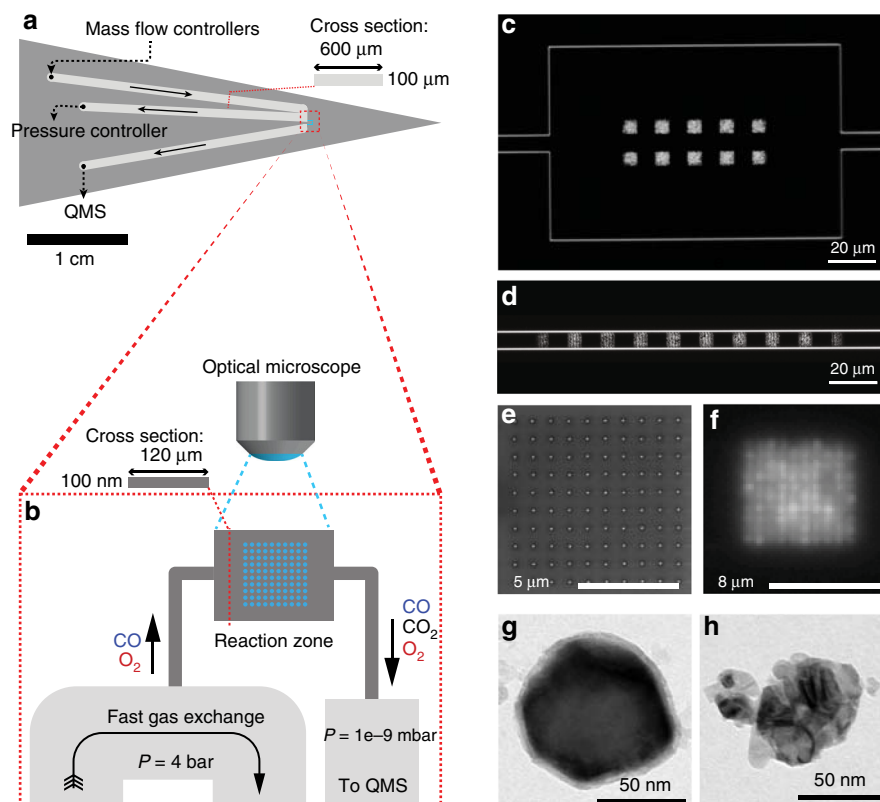 a
Mass flow controllers
Cross section:
600 μm
100 μm
Pressure controller
QMS
1 cm
Optical microscope
Cross section:
120 μm
100 nm
b
CO
O₂
Reaction zone
CO
CO₂
O₂
Fast gas exchange
P = 4 bar
P = 1e–9 mbar
To QMS
c
20 μm
d
20 μm
e
5 μm
f
8 μm
g
50 nm
h
50 nm